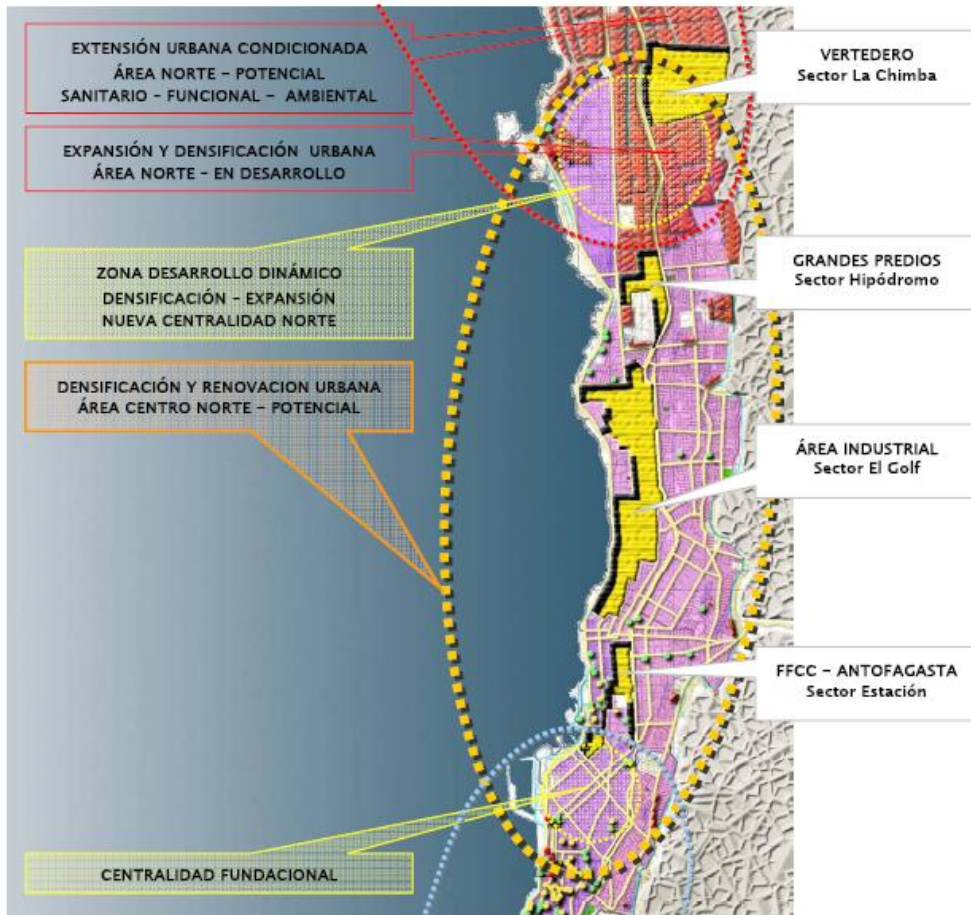 EXTENSIÓN URBANA CONDICIONADA
ÁREA NORTE – POTENCIAL
SANITARIO – FUNCIONAL – AMBIENTAL
EXPANSIÓN Y DENSIFICACIÓN URBANA
ÁREA NORTE – EN DESARROLLO
ZONA DESARROLLO DINÁMICO
DENSIFICACIÓN – EXPANSIÓN
NUEVA CENTRALIDAD NORTE
DENSIFICACIÓN Y RENOVACION URBANA
ÁREA CENTRO NORTE – POTENCIAL
CENTRALIDAD FUNDACIONAL
VERTEDERO
Sector La Chimba
GRANDES PREDIOS
Sector Hipódromo
ÁREA INDUSTRIAL
Sector El Golf
FFCC – ANTOFAGASTA
Sector Estación